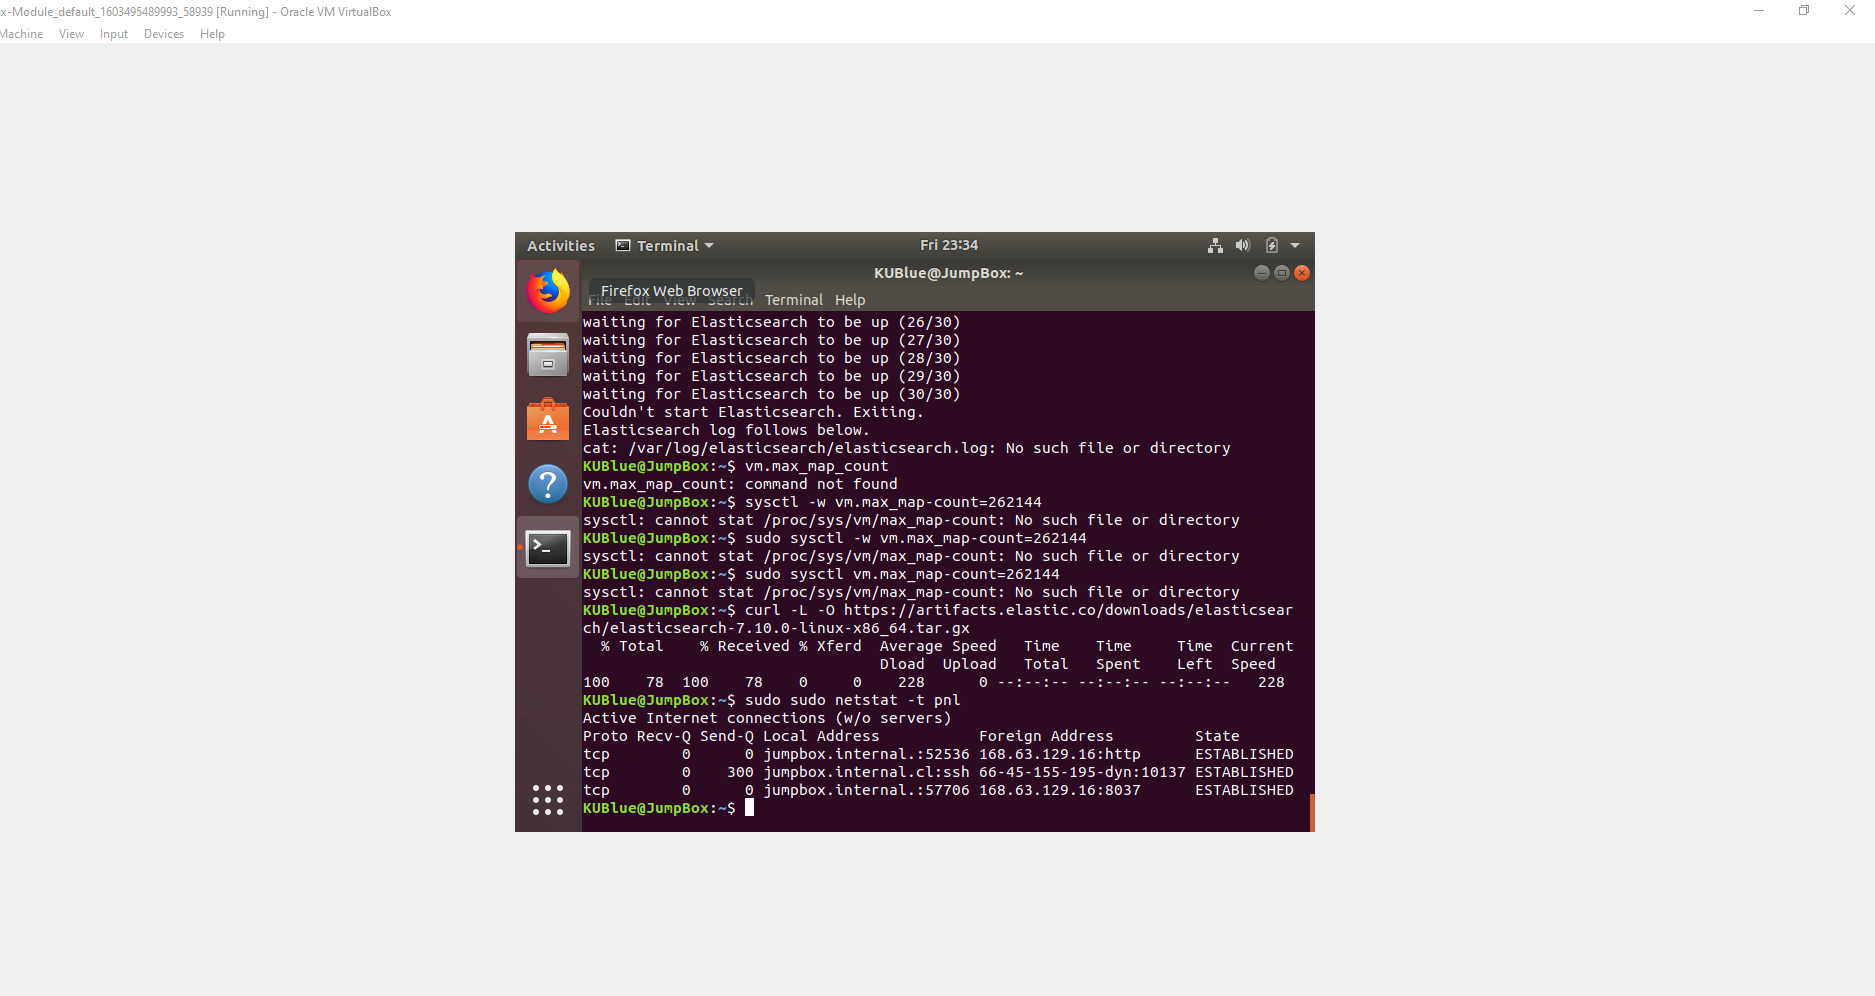 x-Module_default_1603495489993_58939 [Running] - Oracle VM VirtualBox
Machine View Input Devices Help
Activities Terminal Fri 23:34
KUBlue@JumpBox: ~
Firefox Web Browser
File Edit View Search Terminal Help
waiting for Elasticsearch to be up (26/30)
waiting for Elasticsearch to be up (27/30)
waiting for Elasticsearch to be up (28/30)
waiting for Elasticsearch to be up (29/30)
waiting for Elasticsearch to be up (30/30)
Couldn't start Elasticsearch. Exiting.
Elasticsearch log follows below.
cat: /var/log/elasticsearch/elasticsearch.log: No such file or directory
KUBlue@JumpBox:~$ vm.max_map_count
vm.max_map_count: command not found
KUBlue@JumpBox:~$ sysctl -w vm.max_map-count=262144
sysctl: cannot stat /proc/sys/vm/max_map-count: No such file or directory
KUBlue@JumpBox:~$ sudo sysctl -w vm.max_map-count=262144
sysctl: cannot stat /proc/sys/vm/max_map-count: No such file or directory
KUBlue@JumpBox:~$ sudo sysctl vm.max_map-count=262144
sysctl: cannot stat /proc/sys/vm/max_map-count: No such file or directory
KUBlue@JumpBox:~$ curl -L -O https://artifacts.elastic.co/downloads/elasticsear
ch/elasticsearch-7.10.0-linux-x86_64.tar.gx
% Total % Received % Xferd Average Speed Time Time Time Current
Dload Upload Total Spent Left Speed
100 78 100 78 0 0 228 0 --:--:-- --:--:-- --:--:-- 228
KUBlue@JumpBox:~$ sudo sudo netstat -t pnl
Active Internet connections (w/o servers)
Proto Recv-Q Send-Q Local Address Foreign Address State
tcp 0 0 jumpbox.internal.:52536 168.63.129.16:http ESTABLISHED
tcp 0 300 jumpbox.internal.cl:ssh 66-45-155-195-dyn:10137 ESTABLISHED
tcp 0 0 jumpbox.internal.:57706 168.63.129.16:8037 ESTABLISHED
KUBlue@JumpBox:~$